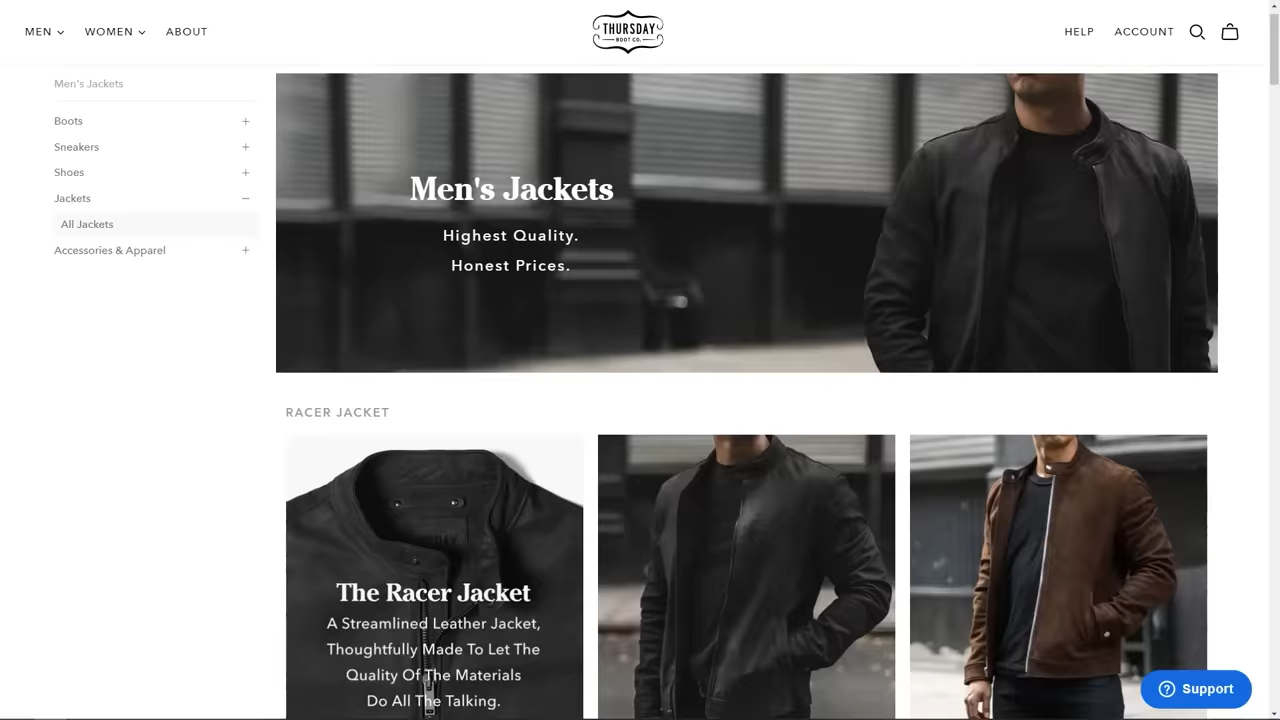 MEN
WOMEN
ABOUT
THURSDAY
BOOT CO.
HELP
ACCOUNT
Men's Jackets
Boots
Sneakers
Shoes
Jackets
All Jackets
Accessories & Apparel
Men's Jackets
Highest Quality.
Honest Prices.
RACER JACKET
The Racer Jacket
A Streamlined Leather Jacket,
Thoughtfully Made To Let The
Quality Of The Materials
Do All The Talking.
Support